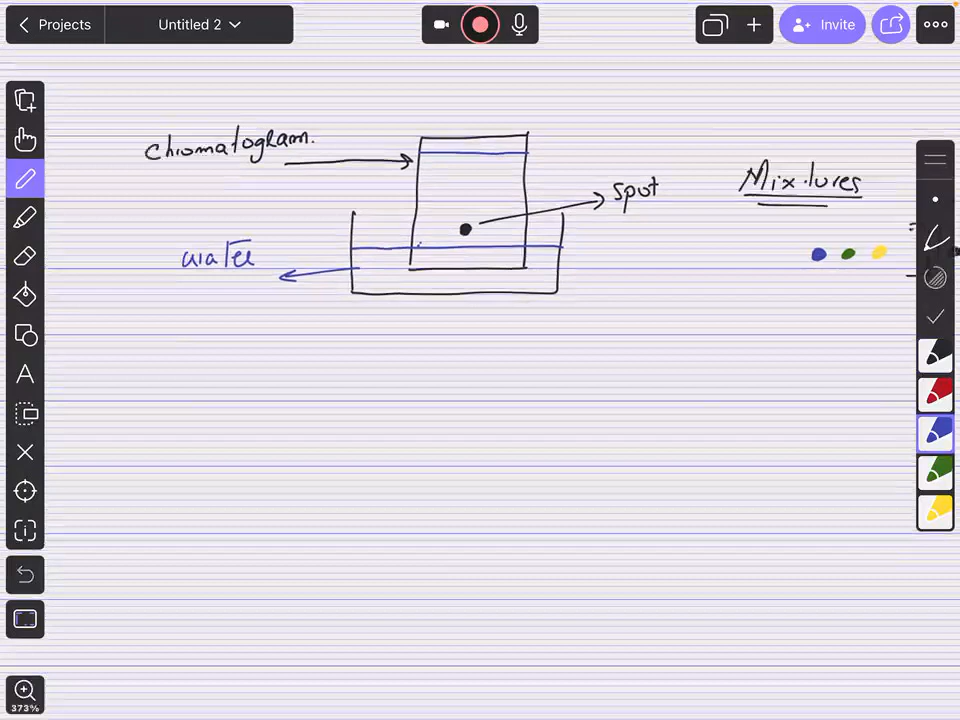 Projects
Untitled 2
Invite
chromatogram.
spot
Mixtures
water
A
373%